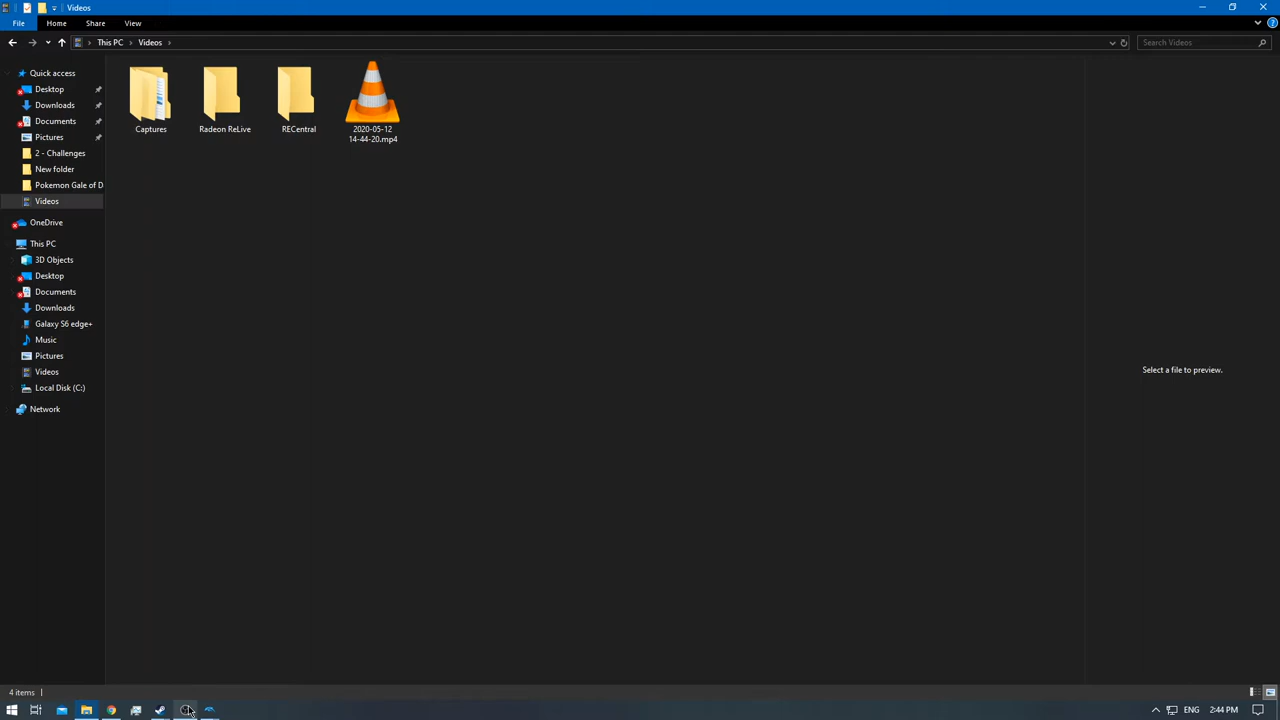 Videos
File Home Share View
This PC Videos Search Videos
Quick access
Desktop
Downloads
Documents
Pictures
2 - Challenges
New folder
Pokemon Gale of D
Videos
OneDrive
This PC
3D Objects
Desktop
Documents
Downloads
Galaxy S6 edge+
Music
Pictures
Videos
Local Disk (C:)
Network
Captures
Radeon ReLive
RECentral
2020-05-12
14-44-20.mp4
Select a file to preview.
4 items
ENG 2:44 PM